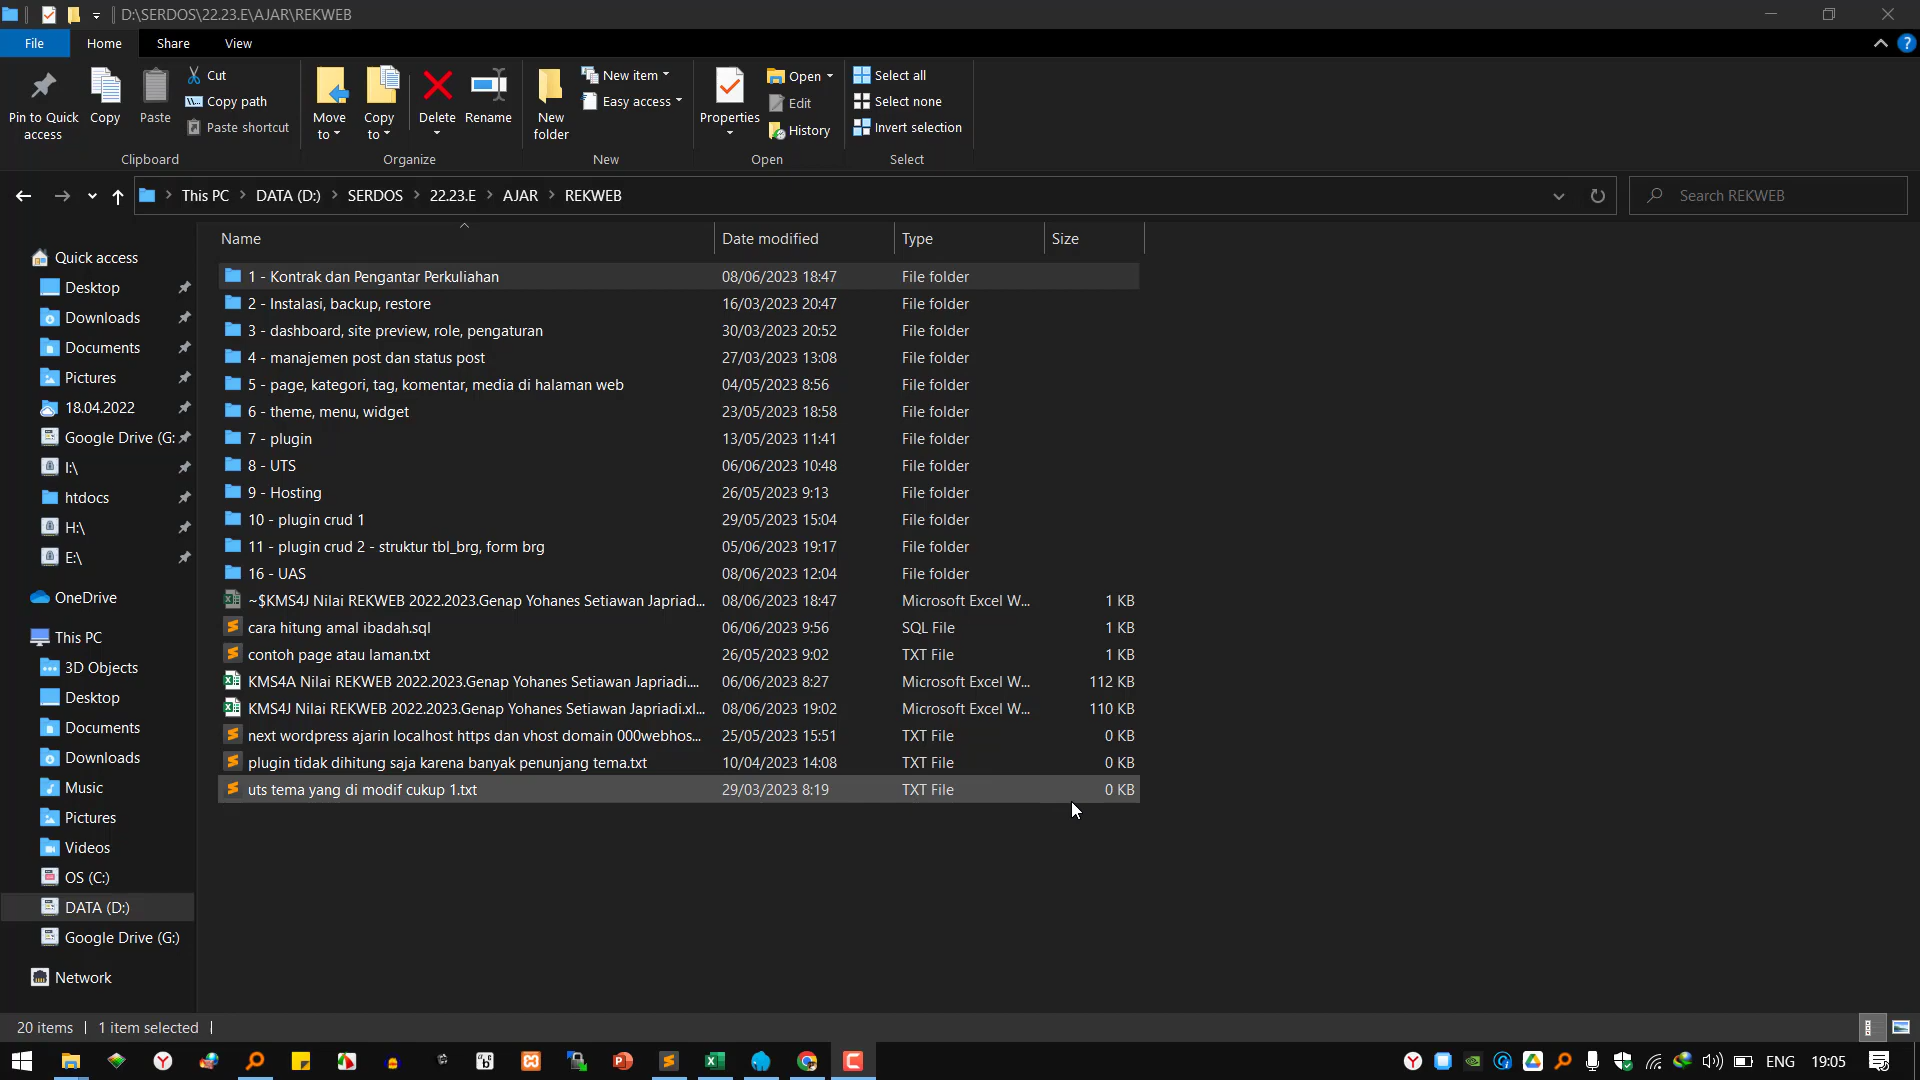 D:\SERDOS\22.23.E\AJAR\REKWEB
File
Home
Share
View
Pin to Quick access
Copy
Paste
Cut
Copy path
Paste shortcut
Clipboard
Move to
Copy to
Delete
Rename
Organize
New folder
New item
Easy access
New
Properties
Open
Edit
History
Open
Select all
Select none
Invert selection
Select
This PC
DATA (D:)
SERDOS
22.23.E
AJAR
REKWEB
Search REKWEB
Name Date modified Type Size
1 - Kontrak dan Pengantar Perkuliahan 08/06/2023 18:47 File folder
2 - Instalasi, backup, restore 16/03/2023 20:47 File folder
3 - dashboard, site preview, role, pengaturan 30/03/2023 20:52 File folder
4 - manajemen post dan status post 27/03/2023 13:08 File folder
5 - page, kategori, tag, komentar, media di halaman web 04/05/2023 8:56 File folder
6 - theme, menu, widget 23/05/2023 18:58 File folder
7 - plugin 13/05/2023 11:41 File folder
8 - UTS 06/06/2023 10:48 File folder
9 - Hosting 26/05/2023 9:13 File folder
10 - plugin crud 1 29/05/2023 15:04 File folder
11 - plugin crud 2 - struktur tbl_brg, form brg 05/06/2023 19:17 File folder
16 - UAS 08/06/2023 12:04 File folder
~$KMS4J Nilai REKWEB 2022.2023.Genap Yohanes Setiawan Japriad... 08/06/2023 18:47 Microsoft Excel W... 1 KB
cara hitung amal ibadah.sql 06/06/2023 9:56 SQL File 1 KB
contoh page atau laman.txt 26/05/2023 9:02 TXT File 1 KB
KMS4A Nilai REKWEB 2022.2023.Genap Yohanes Setiawan Japriadi.... 06/06/2023 8:27 Microsoft Excel W... 112 KB
KMS4J Nilai REKWEB 2022.2023.Genap Yohanes Setiawan Japriadi.xl... 08/06/2023 19:02 Microsoft Excel W... 110 KB
next wordpress ajarin localhost https dan vhost domain 000webhos... 25/05/2023 15:51 TXT File 0 KB
plugin tidak dihitung saja karena banyak penunjang tema.txt 10/04/2023 14:08 TXT File 0 KB
uts tema yang di modif cukup 1.txt 29/03/2023 8:19 TXT File 0 KB
Quick access
Desktop
Downloads
Documents
Pictures
18.04.2022
Google Drive (G:
I:\
htdocs
H:\
E:\
OneDrive
This PC
3D Objects
Desktop
Documents
Downloads
Music
Pictures
Videos
OS (C:)
DATA (D:)
Google Drive (G:)
Network
20 items
1 item selected
ENG
19:05